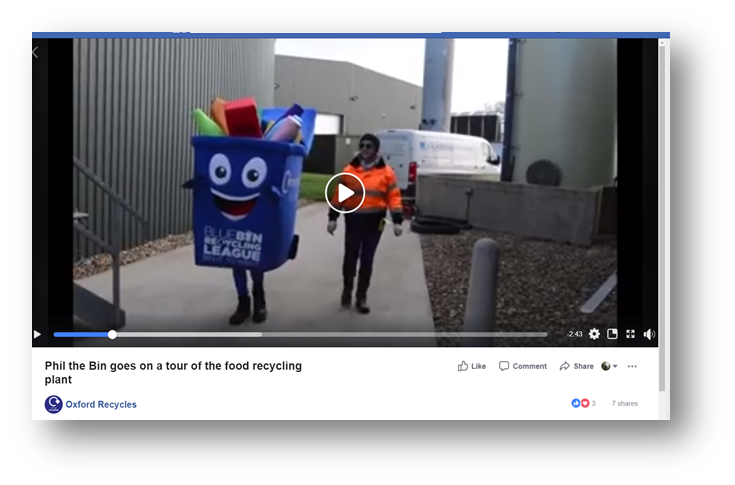 BLUE BIN
RECYCLING
LEAGUE
-2:43
Phil the Bin goes on a tour of the food recycling
plant
Like Comment Share
Oxford Recycles
3 7 shares